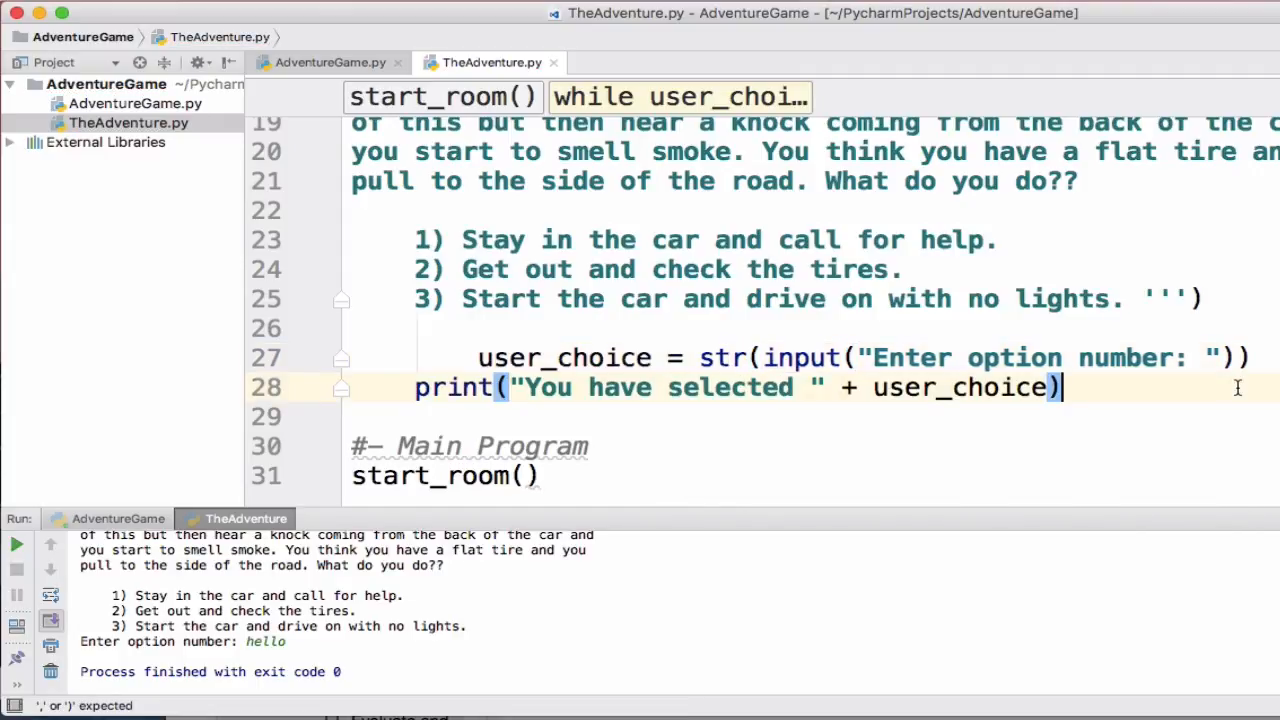 TheAdventure.py - AdventureGame - [~/PycharmProjects/AdventureGame]
AdventureGame TheAdventure.py
Project AdventureGame.py TheAdventure.py
AdventureGame ~/Pycharm
AdventureGame.py
TheAdventure.py
External Libraries
start_room() while user_choi…
19 of this but then hear a knock coming from the back of the c
20 you start to smell smoke. You think you have a flat tire an
21 pull to the side of the road. What do you do??
22
23 1) Stay in the car and call for help.
24 2) Get out and check the tires.
25 3) Start the car and drive on with no lights. ''')
26
27 user_choice = str(input("Enter option number: "))
28 print("You have selected " + user_choice)
29
30 #— Main Program
31 start_room()
Run: AdventureGame TheAdventure
of this but then hear a knock coming from the back of the car and
you start to smell smoke. You think you have a flat tire and you
pull to the side of the road. What do you do??
1) Stay in the car and call for help.
2) Get out and check the tires.
3) Start the car and drive on with no lights.
Enter option number: hello
Process finished with exit code 0
',' or ')' expected